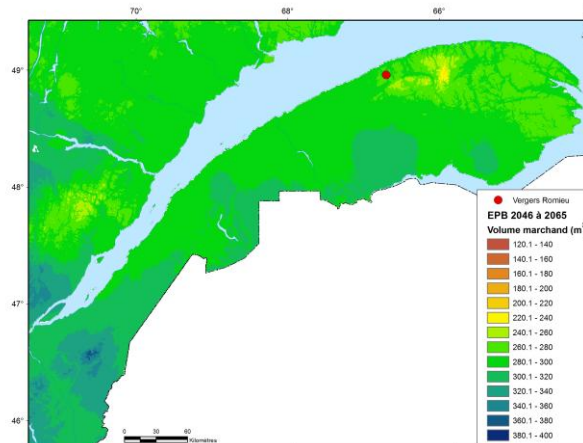 70° 68° 66°
49°
48°
47°
46°
Vergers Romieu
EPB 2046 à 2065
Volume marchand (m³
120.1 - 140
140.1 - 160
160.1 - 180
180.1 - 200
200.1 - 220
220.1 - 240
240.1 - 260
260.1 - 280
280.1 - 300
300.1 - 320
320.1 - 340
340.1 - 360
360.1 - 380
380.1 - 400
0 15 30 60
Kilomètres